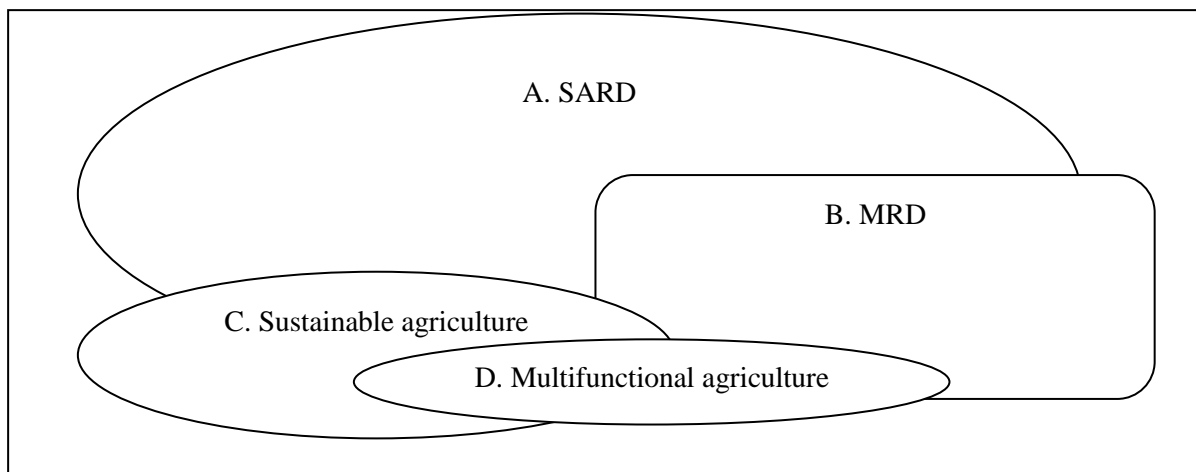 A. SARD
B. MRD
C. Sustainable agriculture
D. Multifunctional agriculture